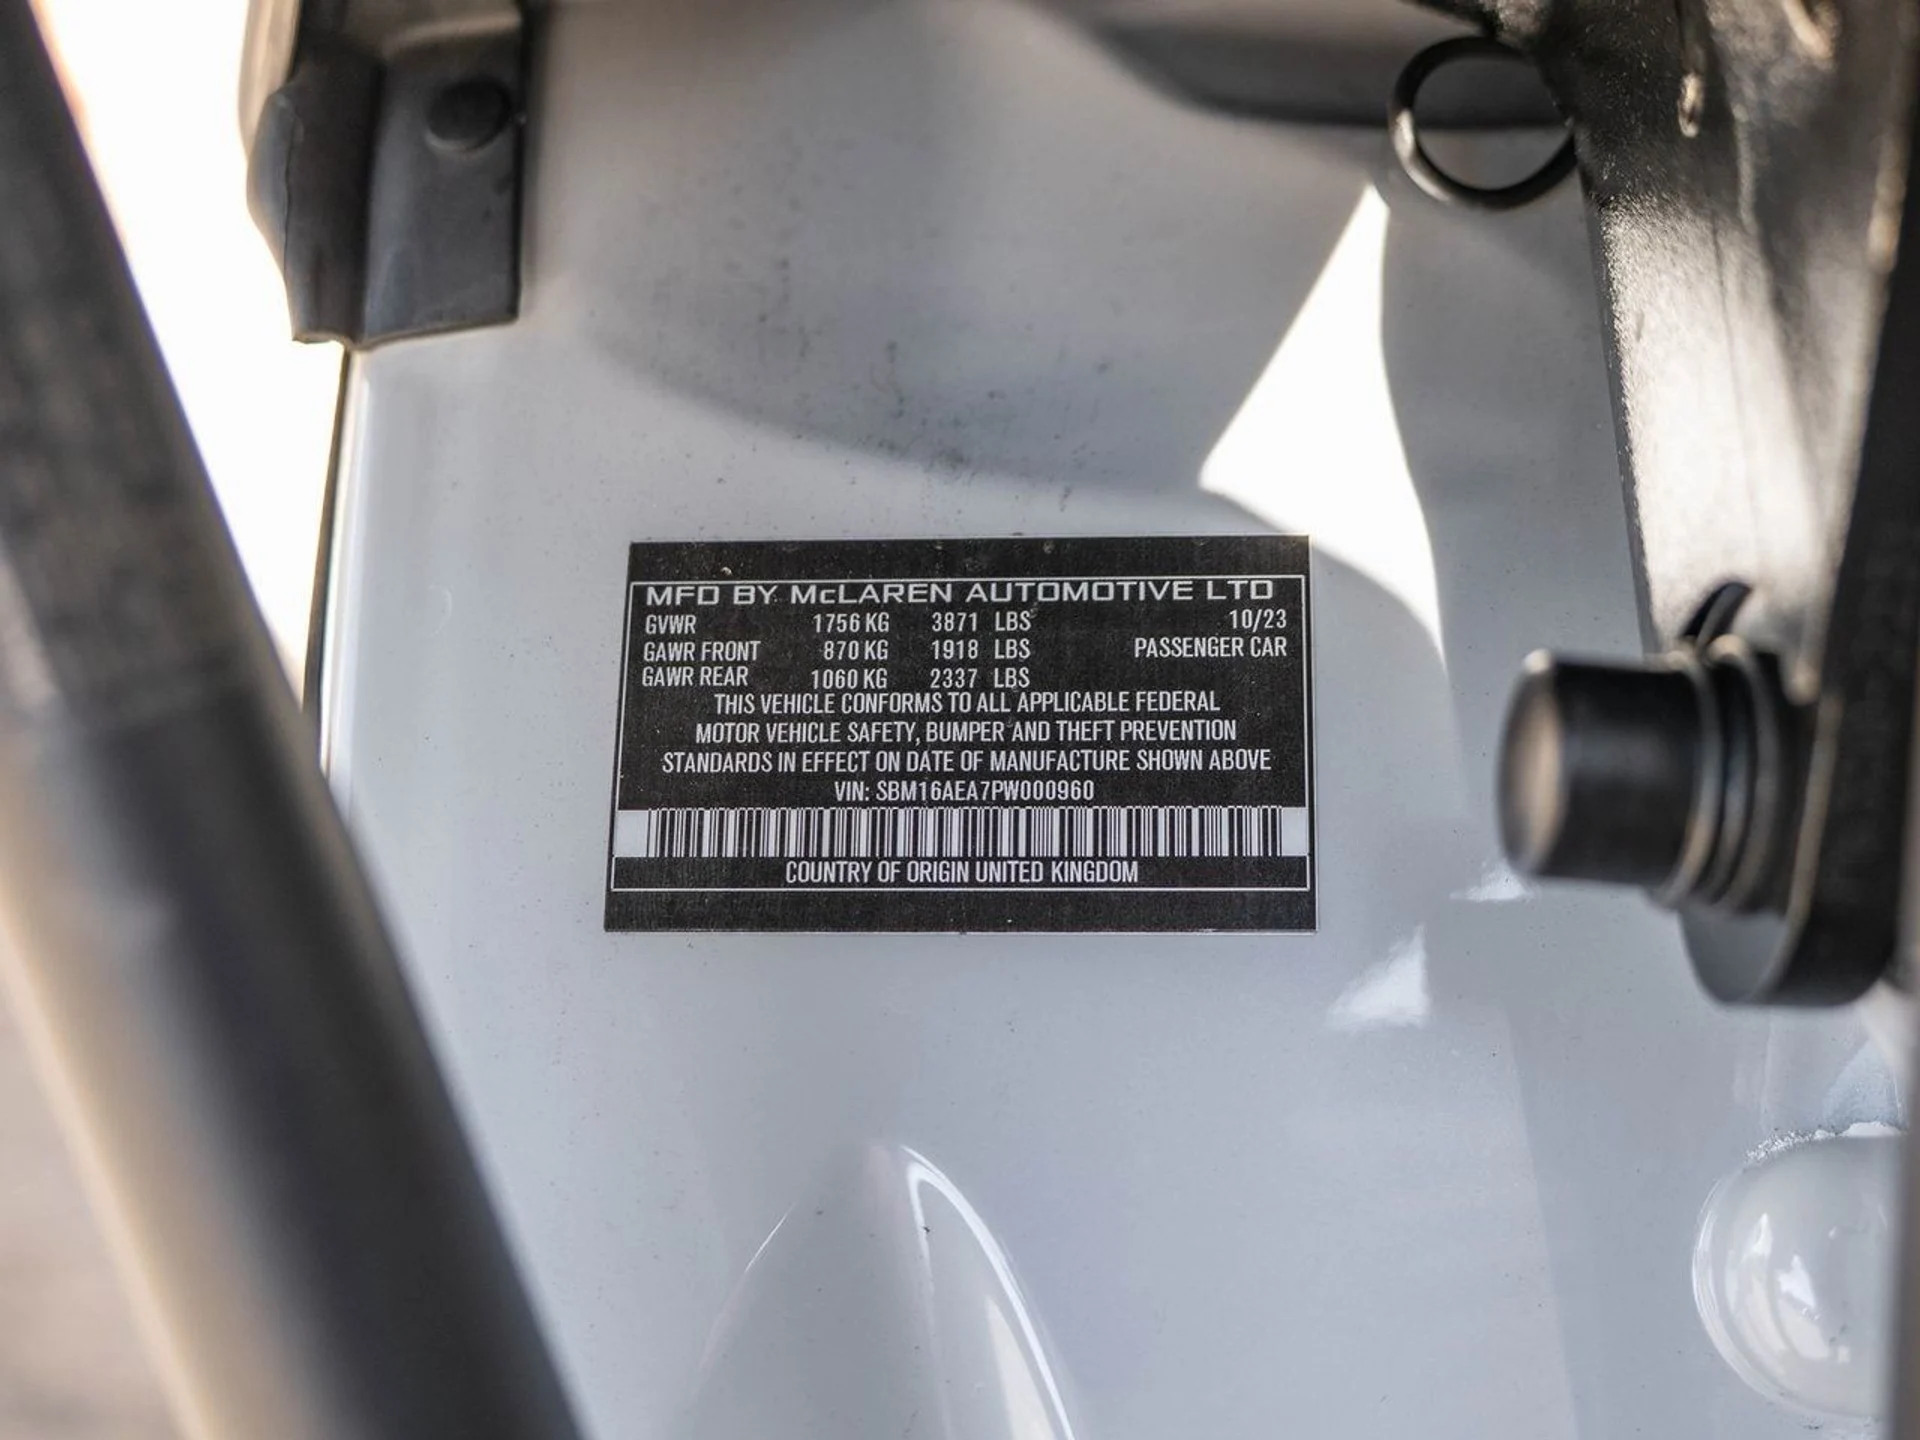 MFD BY McLAREN AUTOMOTIVE LTD
GVWR 1756 KG 3871 LBS 10/23
GAWR FRONT 870 KG 1918 LBS PASSENGER CAR
GAWR REAR 1060 KG 2337 LBS
THIS VEHICLE CONFORMS TO ALL APPLICABLE FEDERAL
MOTOR VEHICLE SAFETY, BUMPER AND THEFT PREVENTION
STANDARDS IN EFFECT ON DATE OF MANUFACTURE SHOWN ABOVE
VIN: SBM16AEA7PW000960
COUNTRY OF ORIGIN UNITED KINGDOM